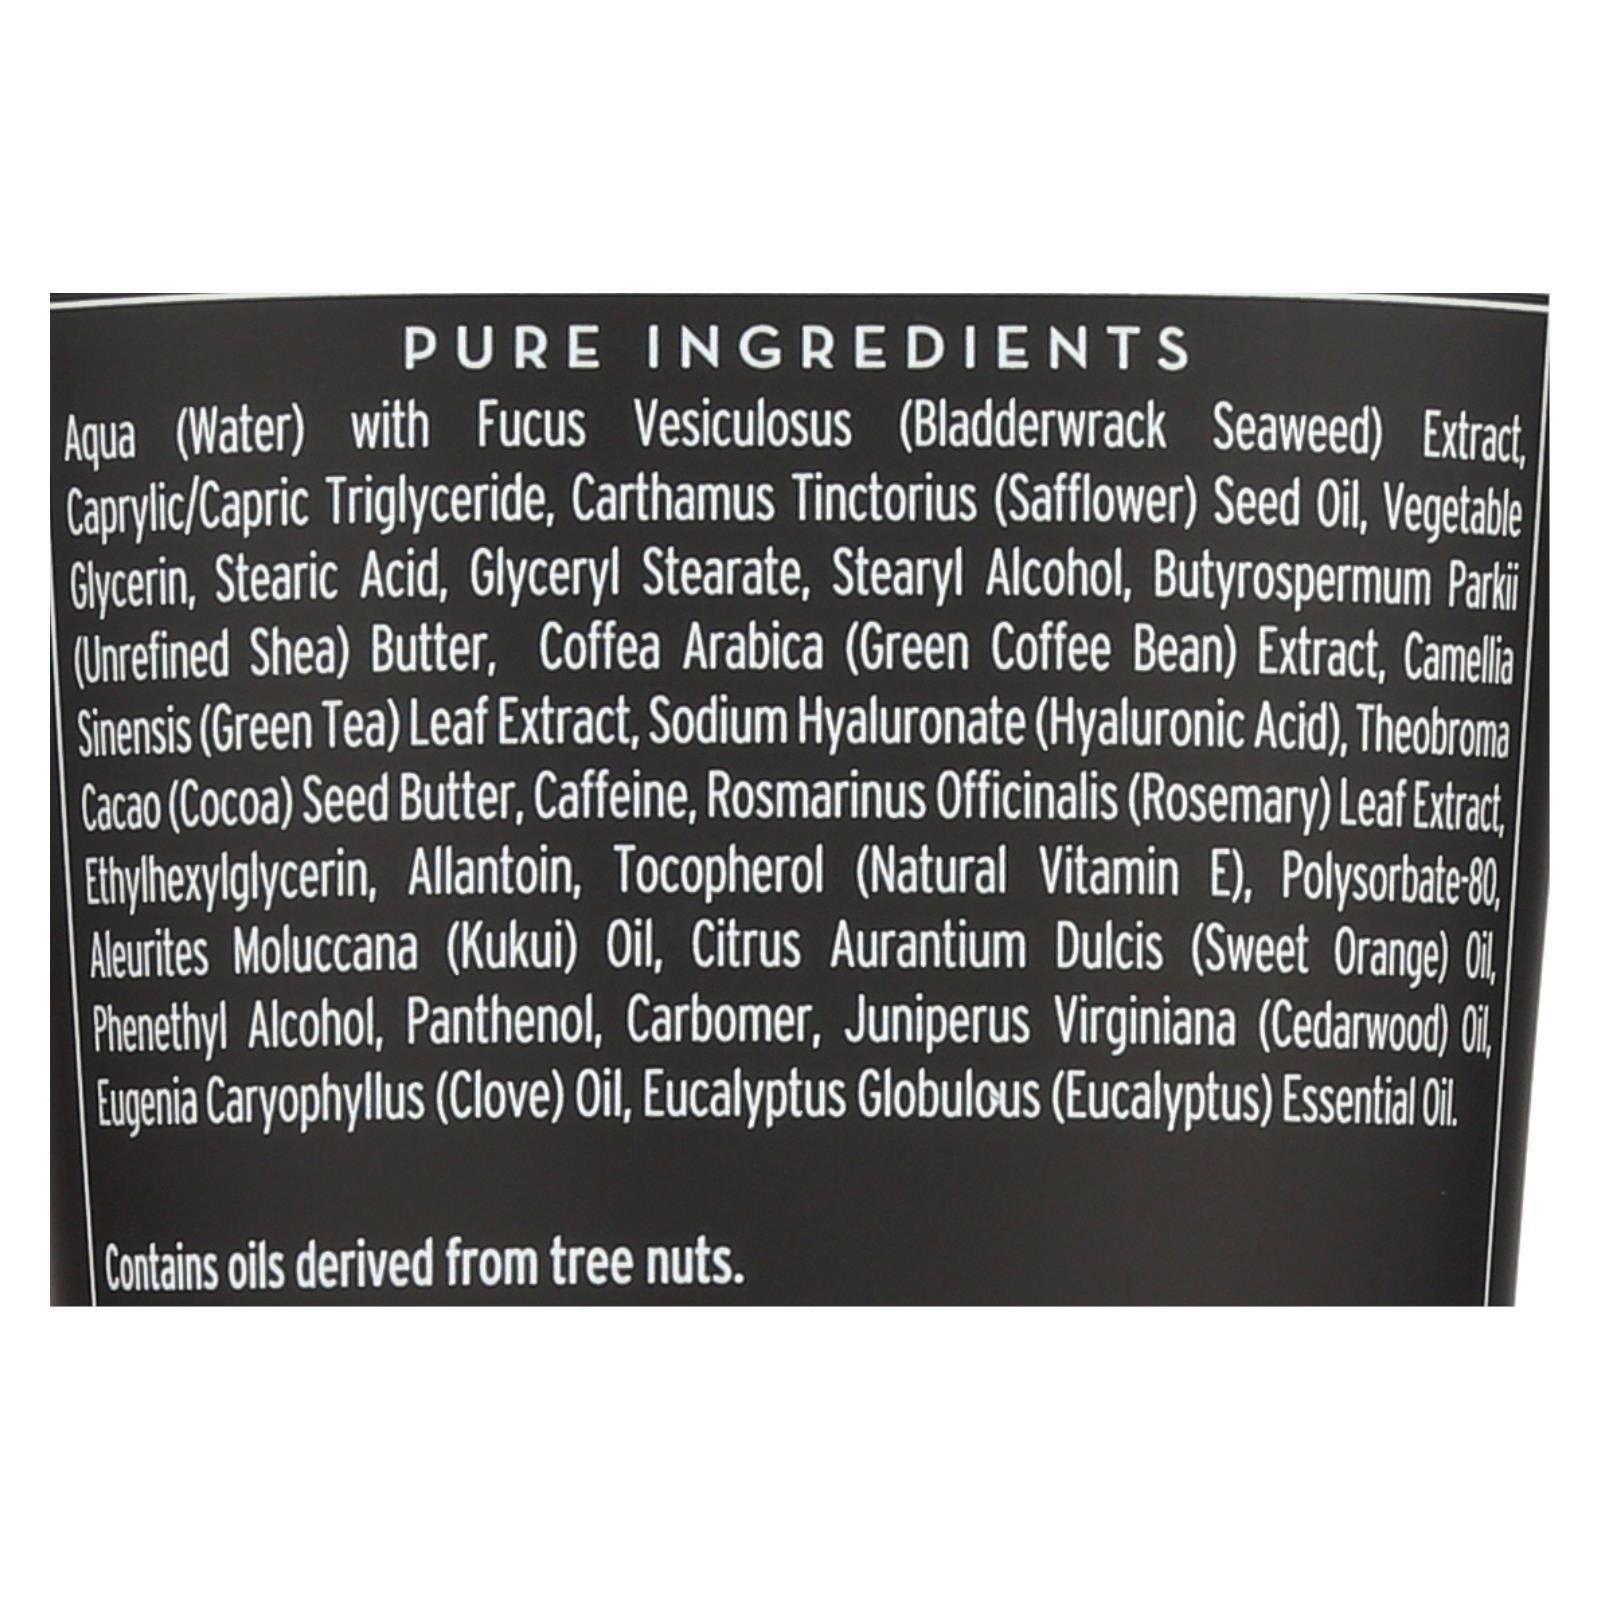 PURE INGREDIENTS
Aqua (Water) with Fucus Vesiculosus (Bladderwrack Seaweed) Extract,
Caprylic/Capric Triglyceride, Carthamus Tinctorius (Safflower) Seed Oil, Vegetable
Glycerin, Stearic Acid, Glyceryl Stearate, Stearyl Alcohol, Butyrospermum Parkii
(Unrefined Shea) Butter, Coffea Arabica (Green Coffee Bean) Extract, Camellia
Sinensis (Green Tea) Leaf Extract, Sodium Hyaluronate (Hyaluronic Acid), Theobroma
Cacao (Cocoa) Seed Butter, Caffeine, Rosmarinus Officinalis (Rosemary) Leaf Extract,
Ethylhexylglycerin, Allantoin, Tocopherol (Natural Vitamin E), Polysorbate-80,
Aleurites Moluccana (Kukui) Oil, Citrus Aurantium Dulcis (Sweet Orange) Oil,
Phenethyl Alcohol, Panthenol, Carbomer, Juniperus Virginiana (Cedarwood) Oil,
Eugenia Caryophyllus (Clove) Oil, Eucalyptus Globulous (Eucalyptus) Essential Oil.
Contains oils derived from tree nuts.